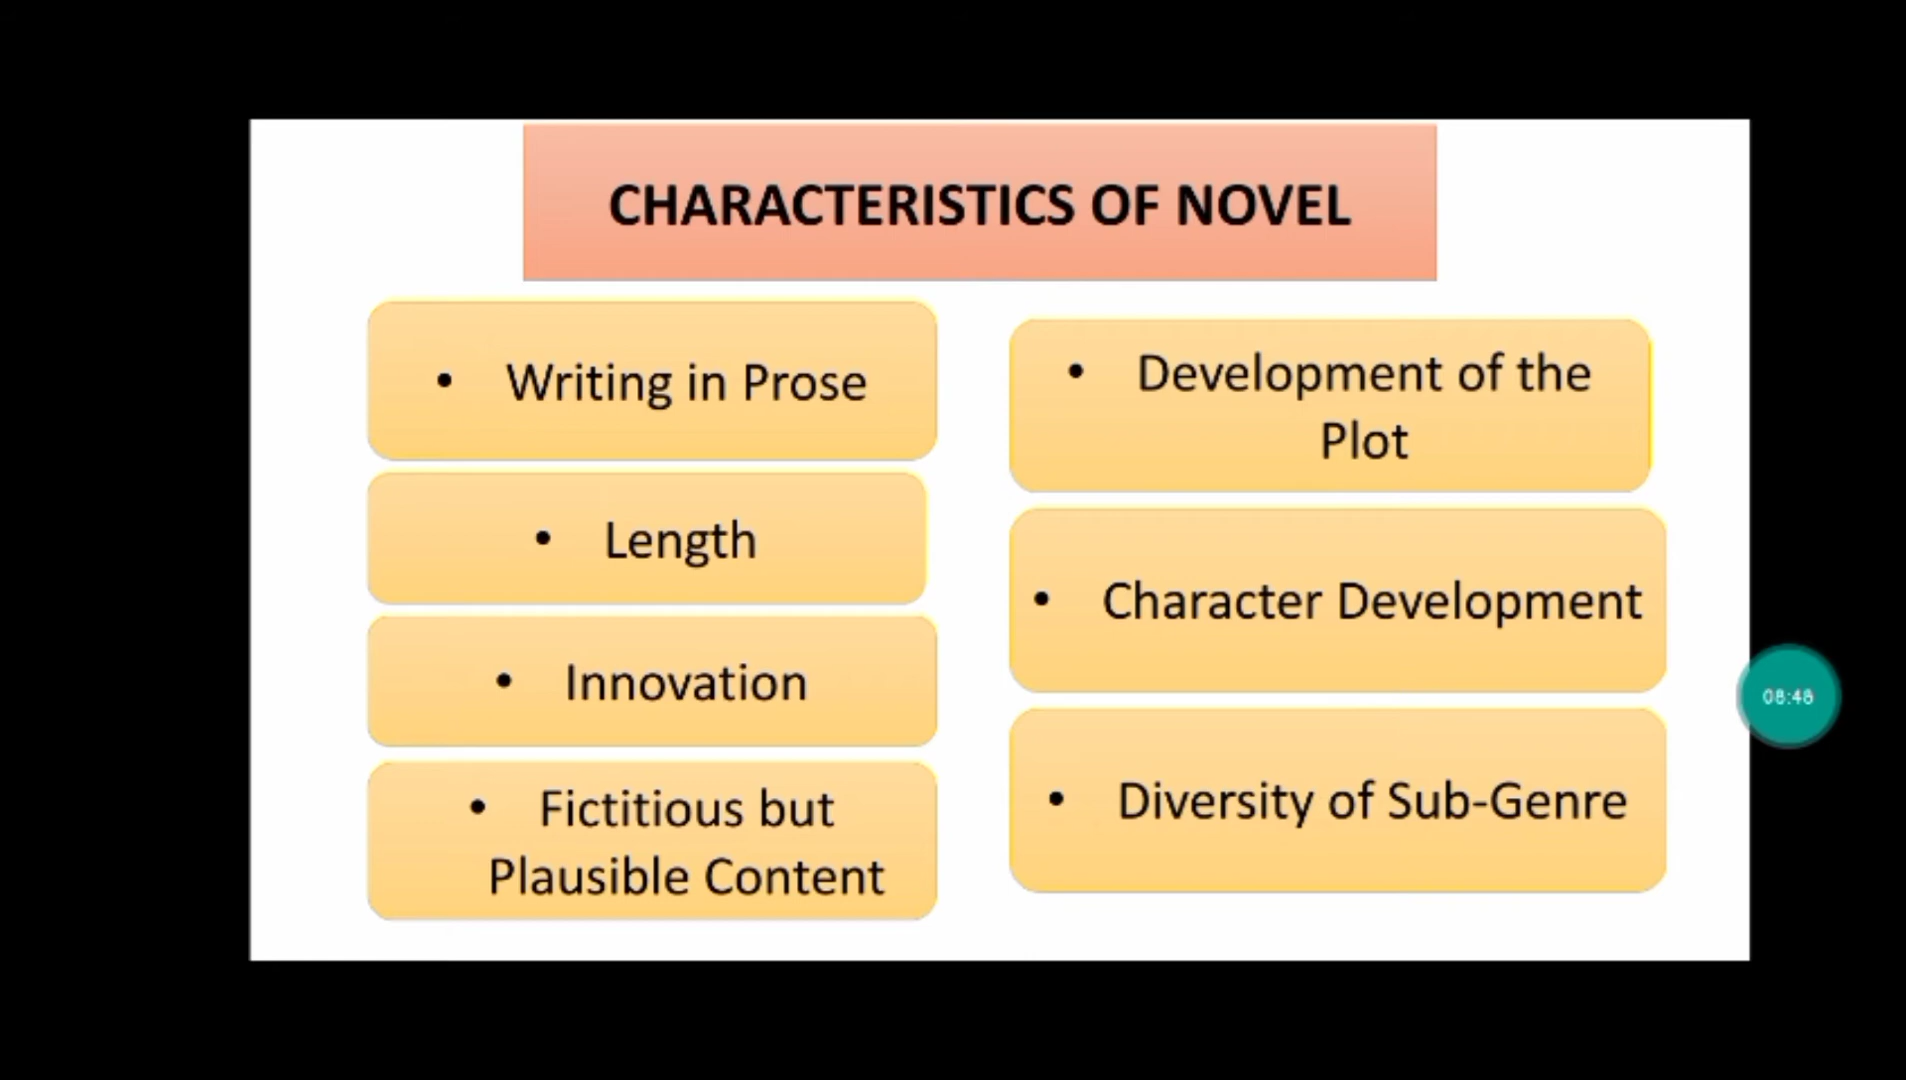 CHARACTERISTICS OF NOVEL
• Writing in Prose
• Length
• Innovation
• Fictitious but
Plausible Content
• Development of the
Plot
• Character Development
• Diversity of Sub-Genre
08:48